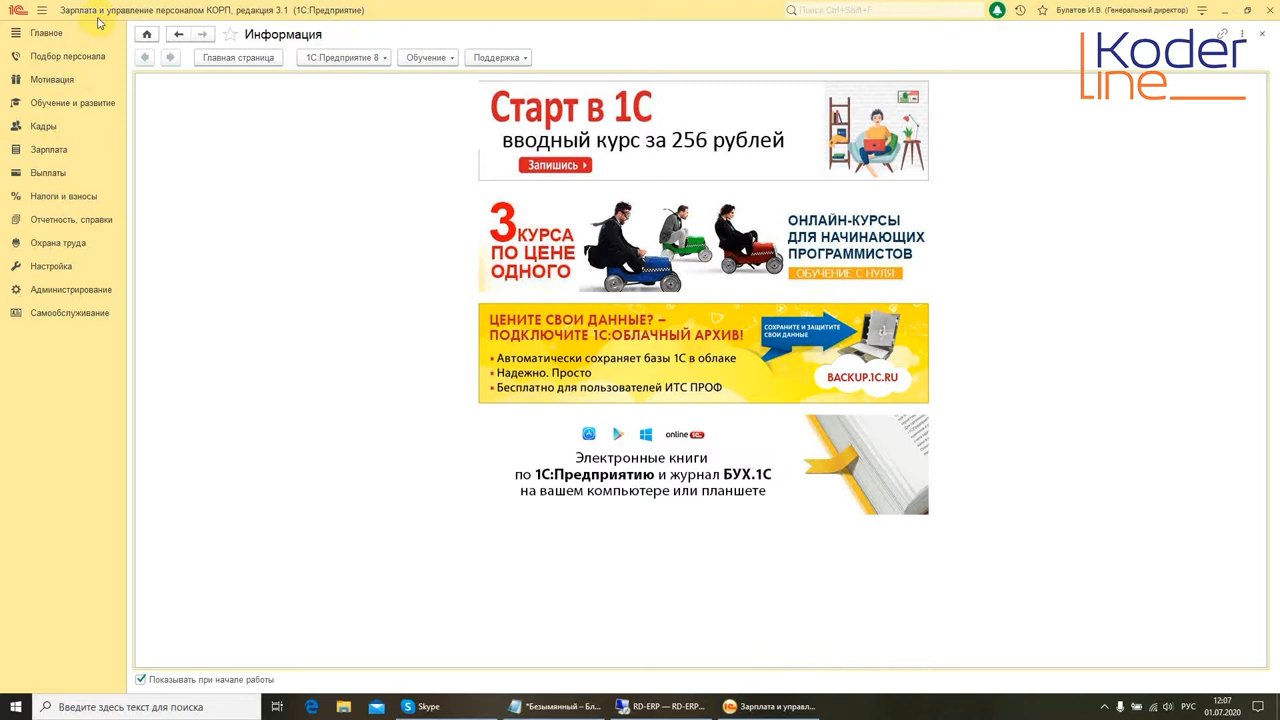 Зарплата и управление персоналом КОРП, редакция 3.1 (1С:Предприятие)
Поиск Ctrl+Shift+F
Булатов И.В. (Генеральный директор)
Главное
Подбор персонала
Мотивация
Обучение и развитие
Кадры
Зарплата
Выплаты
Налоги и взносы
Отчетность, справки
Охрана труда
Настройка
Администрирование
Самообслуживание
Информация
Главная страница
1С:Предприятие 8
Обучение
Поддержка
Koder
line
Старт в 1С
вводный курс за 256 рублей
Запишись
3 КУРСА
ПО ЦЕНЕ
ОДНОГО
ОНЛАЙН-КУРСЫ
ДЛЯ НАЧИНАЮЩИХ
ПРОГРАММИСТОВ
ОБУЧЕНИЕ С НУЛЯ
ЦЕНИТЕ СВОИ ДАННЫЕ? –
ПОДКЛЮЧИТЕ 1С:ОБЛАЧНЫЙ АРХИВ!
• Автоматически сохраняет базы 1С в облаке
• Надежно. Просто
• Бесплатно для пользователей ИТС ПРОФ
СОХРАНИТЕ И ЗАЩИТИТЕ
СВОИ ДАННЫЕ
BACKUP.1C.RU
online 1С
Электронные книги
по 1С:Предприятию и журнал БУХ.1С
на вашем компьютере или планшете
Показывать при начале работы
Введите здесь текст для поиска
Skype
*Безымянный – Бл...
RD-ERP — RD-ERP...
Зарплата и управл...
РУС
12:07
01.07.2020